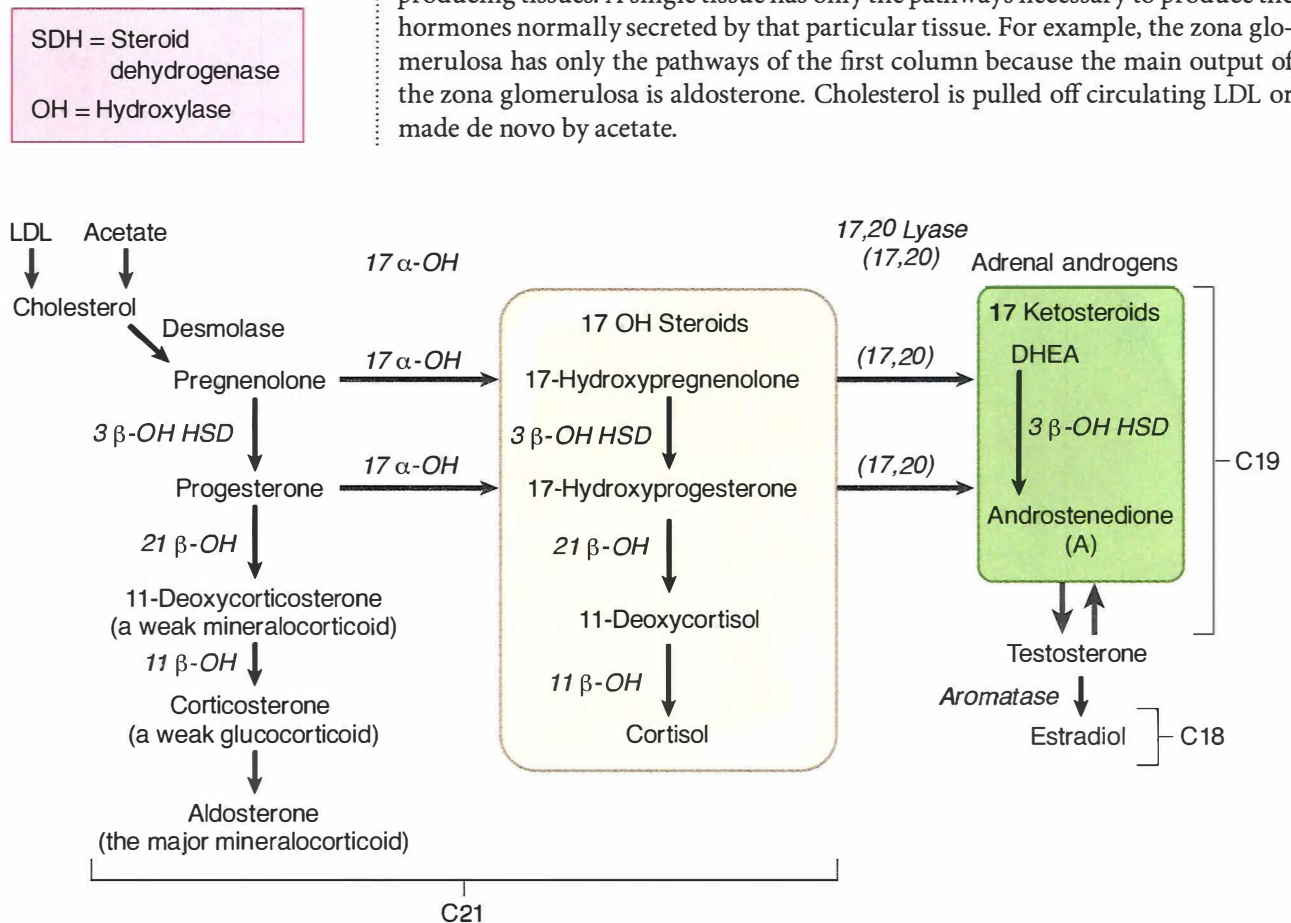 SDH = Steroid
dehydrogenase
OH = Hydroxylase
hormones normally secreted by that particular tissue. For example, the zona glo-
merulosa has only the pathways of the first column because the main output of
the zona glomerulosa is aldosterone. Cholesterol is pulled off circulating LDL or
made de novo by acetate.
LDL Acetate
Cholesterol
Desmolase
Pregnenolone
3 β-OH HSD
Progesterone
21 β-OH
11-Deoxycorticosterone
(a weak mineralocorticoid)
11 β-OH
Corticosterone
(a weak glucocorticoid)
Aldosterone
(the major mineralocorticoid)
17 α-OH
17 α-OH
17 α-OH
17 OH Steroids
17-Hydroxypregnenolone
3 β-OH HSD
17-Hydroxyprogesterone
21 β-OH
11-Deoxycortisol
11 β-OH
Cortisol
C21
17,20 Lyase
(17,20)
(17,20)
(17,20)
Adrenal androgens
17 Ketosteroids
DHEA
3 β-OH HSD
Androstenedione
(A)
C19
Testosterone
Aromatase
Estradiol
C18